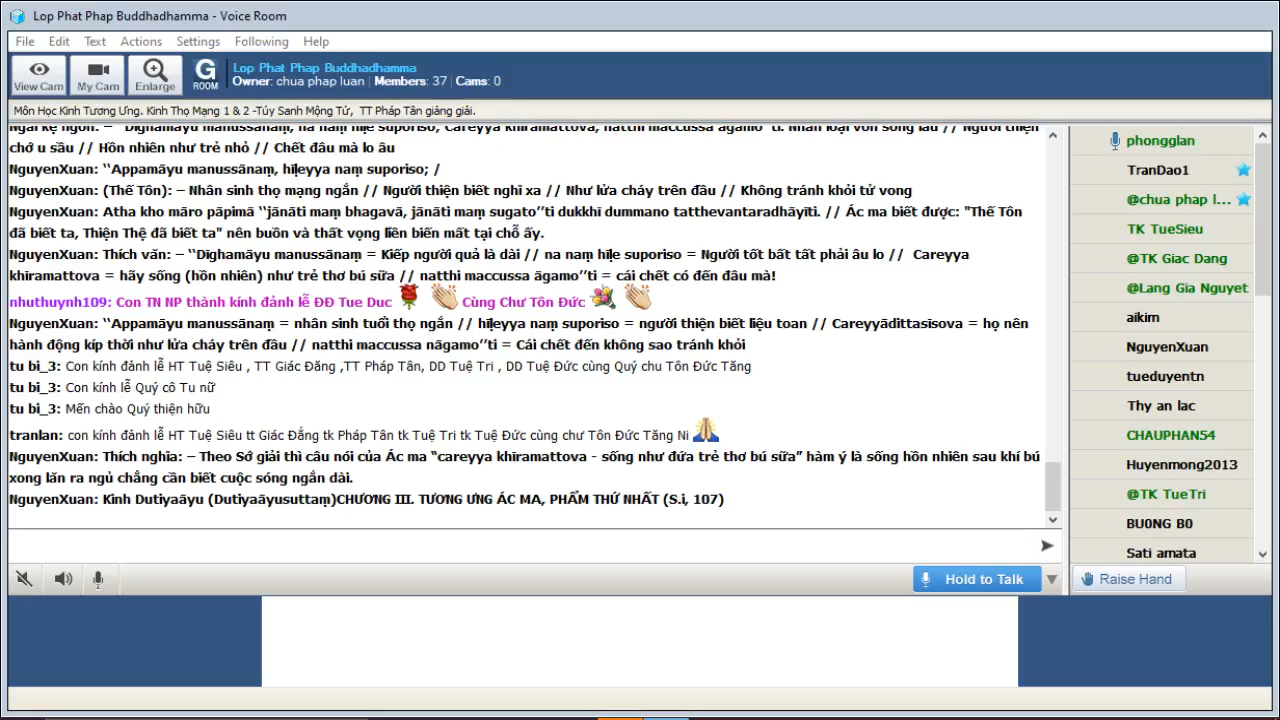 Lop Phat Phap Buddhadhamma - Voice Room
File Edit Text Actions Settings Following Help
View Cam My Cam Enlarge G ROOM
Lop Phat Phap Buddhadhamma
Owner: chua phap luan | Members: 37 | Cams: 0
Môn Học Kinh Tương Ưng. Kinh Thọ Mạng 1 & 2 -Túy Sanh Mộng Tử, TT Pháp Tân giảng giải.
chớ u sầu // Hồn nhiên như trẻ nhỏ // Chết đâu mà lo âu
NguyenXuan: ‘‘Appamāyu manussānaṃ, hīḷeyya naṃ suporiso; /
NguyenXuan: (Thế Tôn): – Nhân sinh thọ mạng ngắn // Người thiện biết nghĩ xa // Như lửa cháy trên đầu // Không tránh khỏi tử vong
NguyenXuan: Atha kho māro pāpimā ‘‘jānāti maṃ bhagavā, jānāti maṃ sugato’’ti dukkhī dummano tatthevantaradhāyīti. // Ác ma biết được: "Thế Tôn
đã biết ta, Thiện Thệ đã biết ta" nên buồn và thất vọng liền biến mất tại chỗ ấy.
NguyenXuan: Thích văn: – ‘‘Dīghamāyu manussānaṃ = Kiếp người quả là dài // na naṃ hīḷe suporiso = Người tốt bất tất phải âu lo // Careyya
khīramattova = hãy sống (hồn nhiên) như trẻ thơ bú sữa // natthi maccussa āgamo’’ti = cái chết có đến đâu mà!
nhuthuynh109: Con TN NP thành kính đảnh lễ ĐĐ Tue Duc Cùng Chư Tôn Đức
NguyenXuan: ‘‘Appamāyu manussānaṃ = nhân sinh tuổi thọ ngắn // hīḷeyya naṃ suporiso = người thiện biết liệu toan // Careyyādittasīsova = họ nên
hành động kíp thời như lửa cháy trên đầu // natthi maccussa nāgamo’’ti = Cái chết đến không sao tránh khỏi
tu bi_3: Con kính đảnh lễ HT Tuệ Siêu , TT Giác Đăng ,TT Pháp Tân, DD Tuệ Tri , DD Tuệ Đức cùng Quý chu Tôn Đức Tăng
tu bi_3: Con kính lễ Quý cô Tu nữ
tu bi_3: Mến chào Quý thiện hữu
tranlan: con kính đảnh lễ HT Tuệ Siêu tt Giác Đẳng tk Pháp Tân tk Tuệ Tri tk Tuệ Đức cùng chư Tôn Đức Tăng Ni
NguyenXuan: Thích nghĩa: – Theo Sớ giải thì câu nói của Ác ma “careyya khīramattova - sống như đứa trẻ thơ bú sữa” hàm ý là sống hồn nhiên sau khi bú
xong lăn ra ngủ chẳng cần biết cuộc sóng ngắn dài.
NguyenXuan: Kinh Dutiyaāyu (Dutiyaāyusuttaṃ)CHƯƠNG III. TƯƠNG ƯNG ÁC MA, PHẨM THỨ NHẤT (S.i, 107)
Hold to Talk
phongglan
TranDao1
@chua phap l...
TK TueSieu
@TK Giac Dang
@Lang Gia Nguyet
aikim
NguyenXuan
tueduyentn
Thy an lac
CHAUPHAN54
Huyenmong2013
@TK TueTri
BU0NG B0
Sati amata
Raise Hand